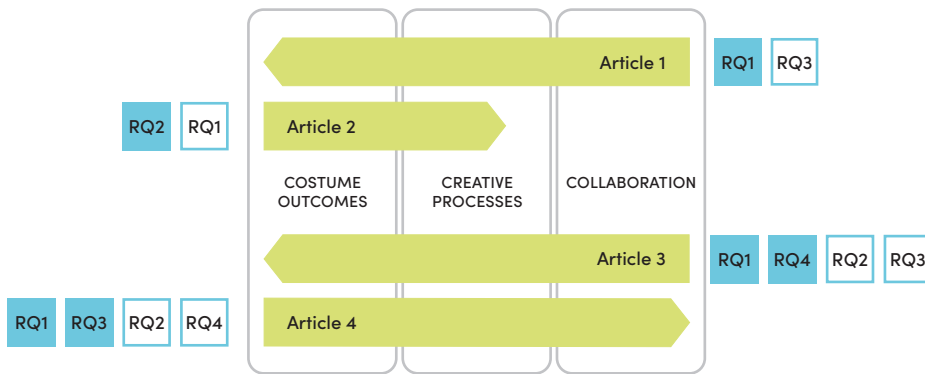 Article 1
RQ1 RQ3
RQ2 RQ1
Article 2
COSTUME
OUTCOMES
CREATIVE
PROCESSES
COLLABORATION
Article 3
RQ1 RQ4 RQ2 RQ3
RQ1 RQ3 RQ2 RQ4
Article 4